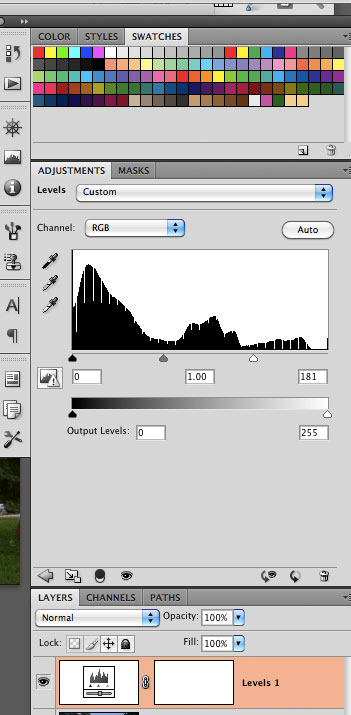 COLOR STYLES SWATCHES
ADJUSTMENTS MASKS
Levels Custom
Channel: RGB Auto
0 1.00 181
Output Levels: 0 255
LAYERS CHANNELS PATHS
Normal Opacity: 100%
Lock: Fill: 100%
Levels 1
A